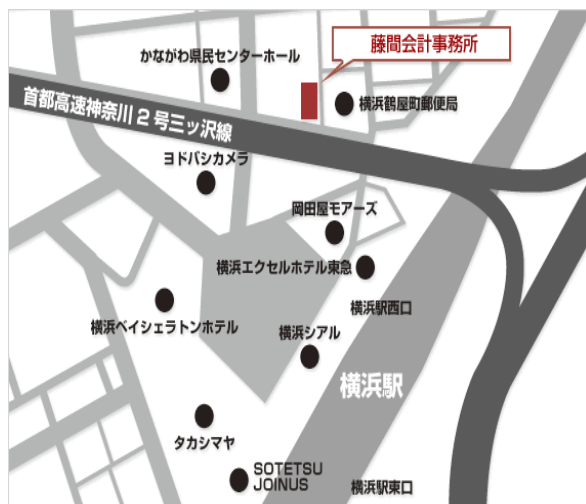 藤間会計事務所
かながわ県民センターホール
横浜鶴屋町郵便局
首都高速神奈川2号三ッ沢線
ヨドバシカメラ
岡田屋モアーズ
横浜エクセルホテル東急
横浜駅西口
横浜ベイシェラトンホテル
横浜シアル
横浜駅
タカシマヤ
SOTETSU
JOINUS
横浜駅東口